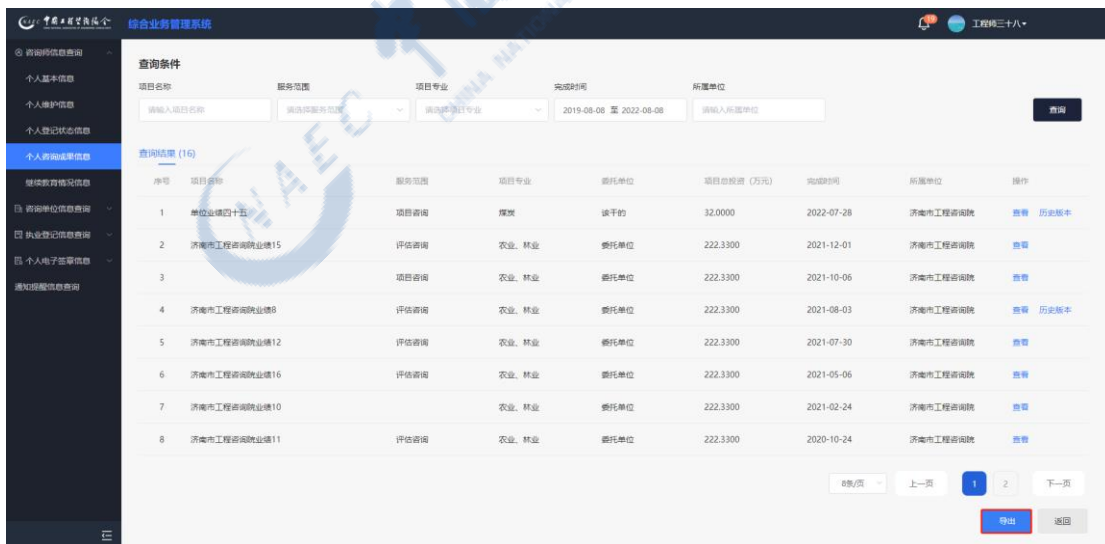 综合业务管理系统
19
工程师三十八
咨询师信息查询
个人基本信息
个人维护信息
个人登记状态信息
个人咨询成果信息
继续教育情况信息
咨询单位信息查询
执业登记信息查询
个人电子签章信息
通知提醒信息查询
查询条件
项目名称 服务范围 项目专业 完成时间 所属单位
请输入项目名称 请选择服务范围 请选择项目专业 2019-08-08 至 2022-08-08 请输入所属单位 查询
查询结果 (16)
序号 项目名称 服务范围 项目专业 委托单位 项目总投资 (万元) 完成时间 所属单位 操作
1 单位业绩四十五 项目咨询 煤炭 该干的 32.0000 2022-07-28 济南市工程咨询院 查看 历史版本
2 济南市工程咨询院业绩15 评估咨询 农业、林业 委托单位 222.3300 2021-12-01 济南市工程咨询院 查看
3 项目咨询 农业、林业 委托单位 222.3300 2021-10-06 济南市工程咨询院 查看
4 济南市工程咨询院业绩8 评估咨询 农业、林业 委托单位 222.3300 2021-08-03 济南市工程咨询院 查看 历史版本
5 济南市工程咨询院业绩12 评估咨询 农业、林业 委托单位 222.3300 2021-07-30 济南市工程咨询院 查看
6 济南市工程咨询院业绩16 评估咨询 农业、林业 委托单位 222.3300 2021-05-06 济南市工程咨询院 查看
7 济南市工程咨询院业绩10 农业、林业 委托单位 222.3300 2021-02-24 济南市工程咨询院 查看
8 济南市工程咨询院业绩11 评估咨询 农业、林业 委托单位 222.3300 2020-10-24 济南市工程咨询院 查看
8条/页 上一页 1 2 下一页
导出 返回
CNAEC
CHINA NATION